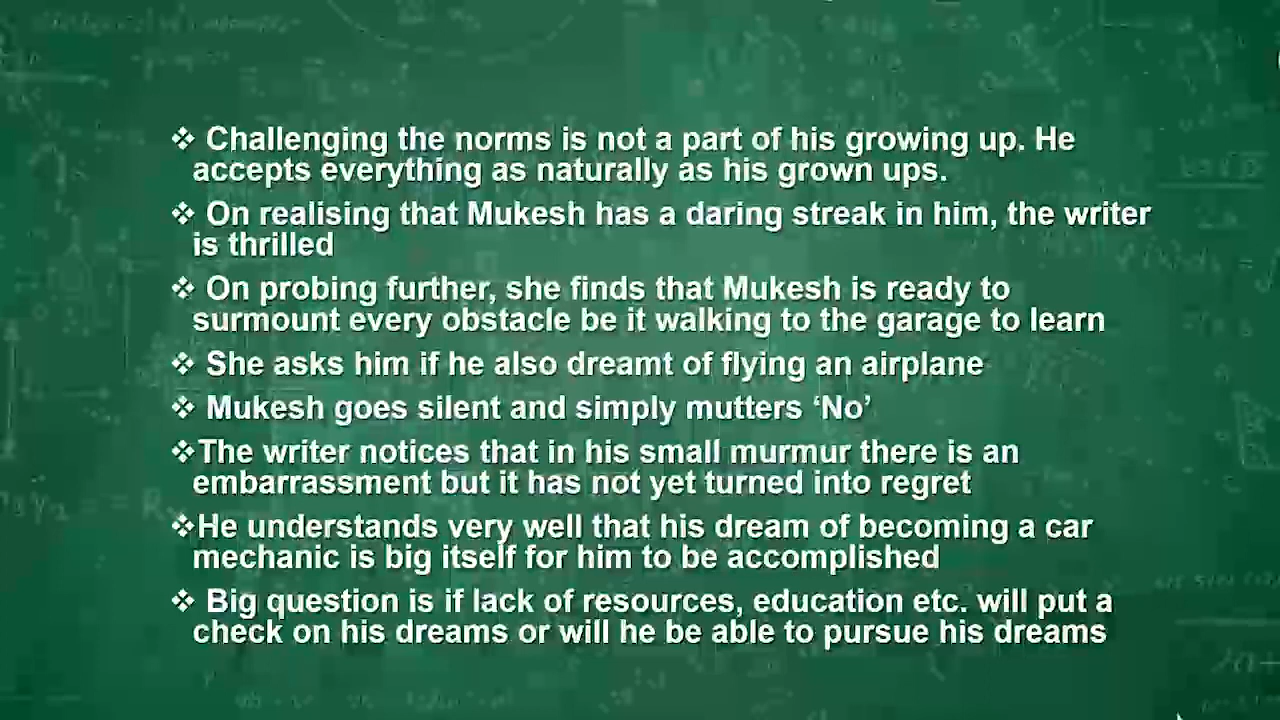 ❖ Challenging the norms is not a part of his growing up. He
accepts everything as naturally as his grown ups.
❖ On realising that Mukesh has a daring streak in him, the writer
is thrilled
❖ On probing further, she finds that Mukesh is ready to
surmount every obstacle be it walking to the garage to learn
❖ She asks him if he also dreamt of flying an airplane
❖ Mukesh goes silent and simply mutters ‘No’
❖The writer notices that in his small murmur there is an
embarrassment but it has not yet turned into regret
❖He understands very well that his dream of becoming a car
mechanic is big itself for him to be accomplished
❖ Big question is if lack of resources, education etc. will put a
check on his dreams or will he be able to pursue his dreams